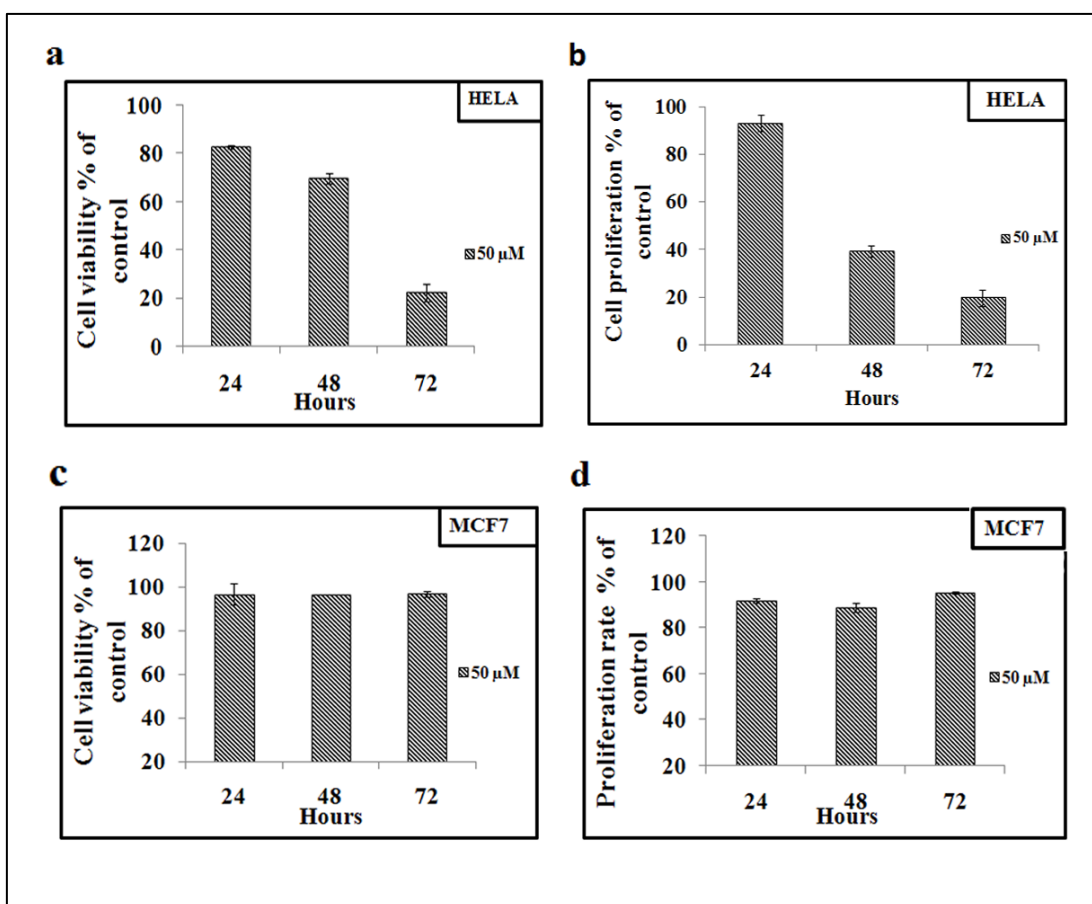 a
HELA
Cell viability % of
control
100
80
60
40
20
0
24 48 72
Hours
50 µM
b
HELA
Cell proliferation % of
control
100
80
60
40
20
0
24 48 72
Hours
50 µM
c
MCF7
Cell viability % of
control
120
100
80
60
40
20
24 48 72
Hours
50 µM
d
MCF7
Proliferation rate % of
control
120
100
80
60
40
20
24 48 72
Hours
50 µM